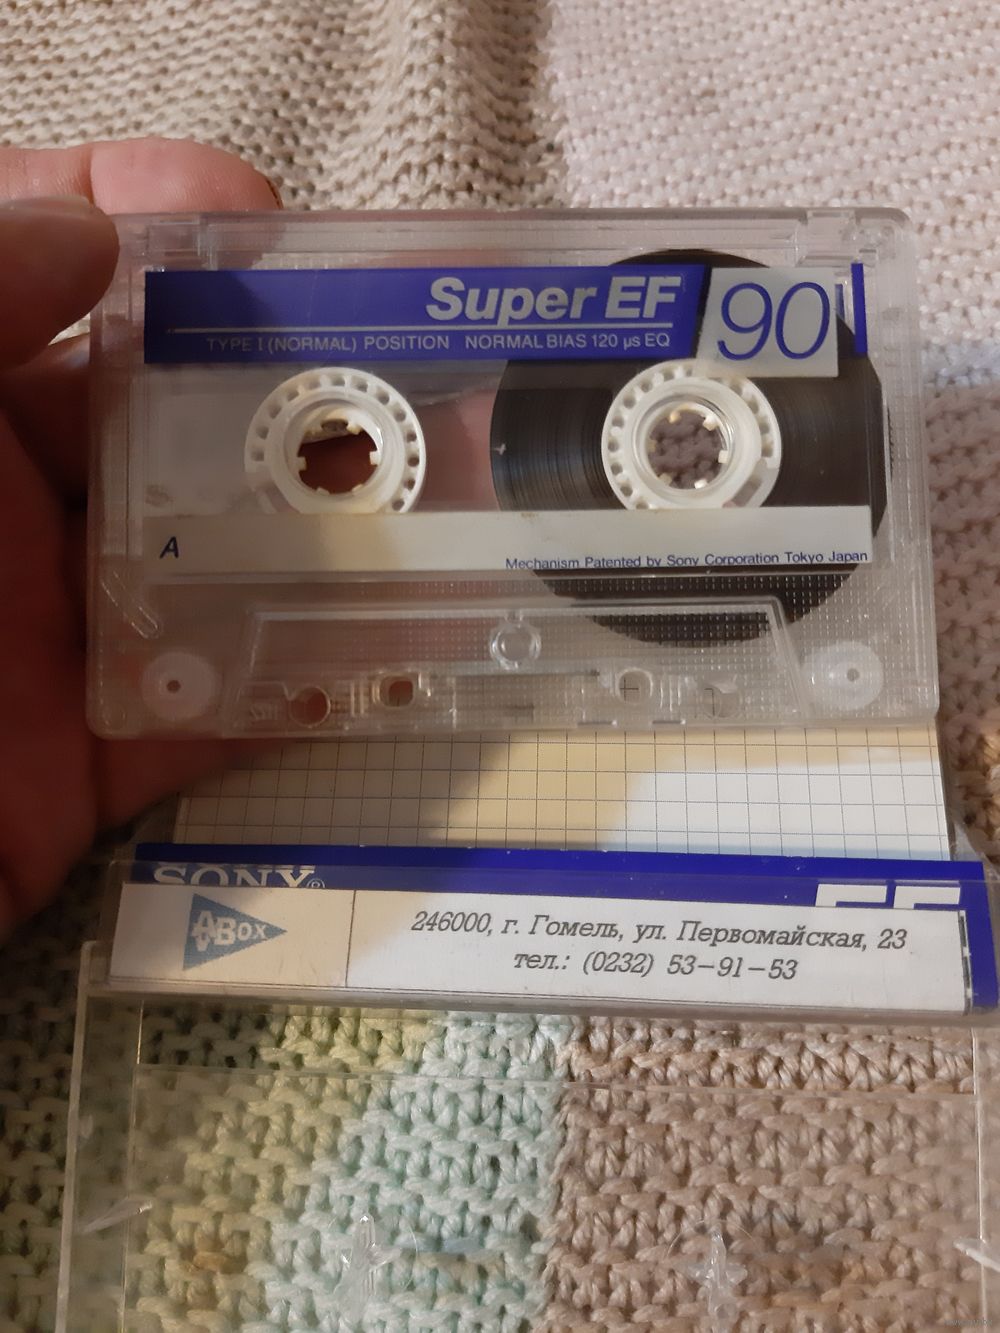 Super EF
90
TYPE I (NORMAL) POSITION NORMAL BIAS 120 µs EQ
A
Mechanism Patented by Sony Corporation Tokyo Japan
SONY®
EF
ABOX
246000, г. Гомель, ул. Первомайская, 23
тел.: (0232) 53-91-53